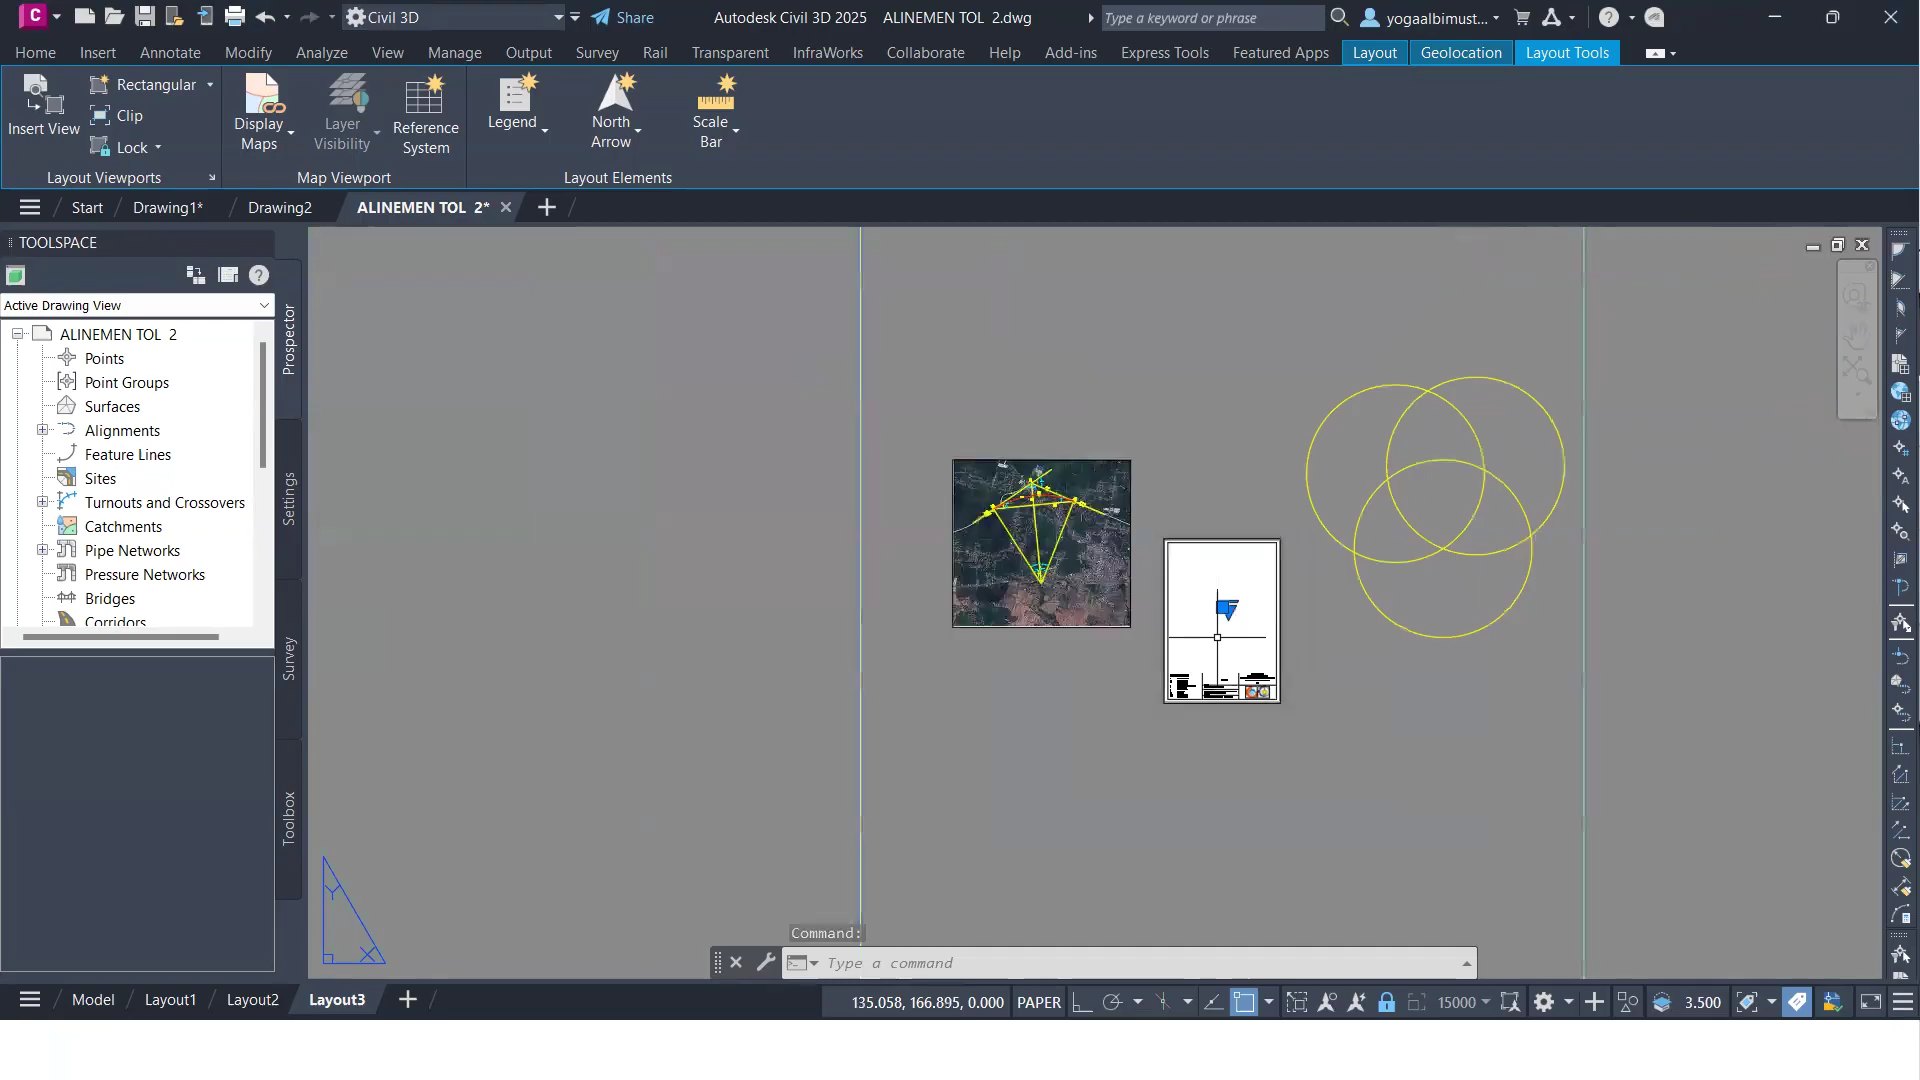 C
Civil 3D
Share
Autodesk Civil 3D 2025 ALINEMEN TOL 2.dwg
Type a keyword or phrase
yogaalbimust...
Home Insert Annotate Modify Analyze View Manage Output Survey Rail Transparent InfraWorks Collaborate Help Add-ins Express Tools Featured Apps Layout Geolocation Layout Tools
Insert View
Rectangular
Clip
Lock
Display Maps
Layer Visibility
Reference System
Legend
North Arrow
Scale Bar
Layout Viewports
Map Viewport
Layout Elements
Start Drawing1* Drawing2 ALINEMEN TOL 2*
TOOLSPACE
Active Drawing View
ALINEMEN TOL 2
Points
Point Groups
Surfaces
Alignments
Feature Lines
Sites
Turnouts and Crossovers
Catchments
Pipe Networks
Pressure Networks
Bridges
Corridors
Prospector
Settings
Survey
Toolbox
Y
X
Command:
Type a command
Model Layout1 Layout2 Layout3
135.058, 166.895, 0.000 PAPER 15000 3.500